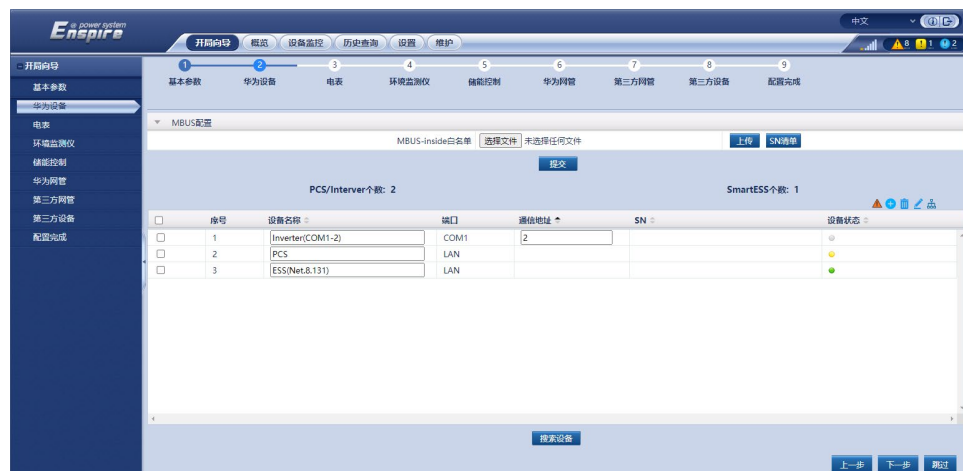 e power system
Enspire
中文
开局向导 概览 设备监控 历史查询 设置 维护
8 1 2
开局向导
基本参数
华为设备
电表
环境监测仪
储能控制
华为网管
第三方网管
第三方设备
配置完成
1 2 3 4 5 6 7 8 9
基本参数 华为设备 电表 环境监测仪 储能控制 华为网管 第三方网管 第三方设备 配置完成
MBUS配置
MBUS-inside白名单 选择文件 未选择任何文件 上传 SN清单
提交
PCS/Interver个数: 2 SmartESS个数: 1
序号 设备名称 端口 通信地址 SN 设备状态
1 Inverter(COM1-2) COM1 2
2 PCS LAN
3 ESS(Net.8.131) LAN
搜索设备
上一步 下一步 跳过